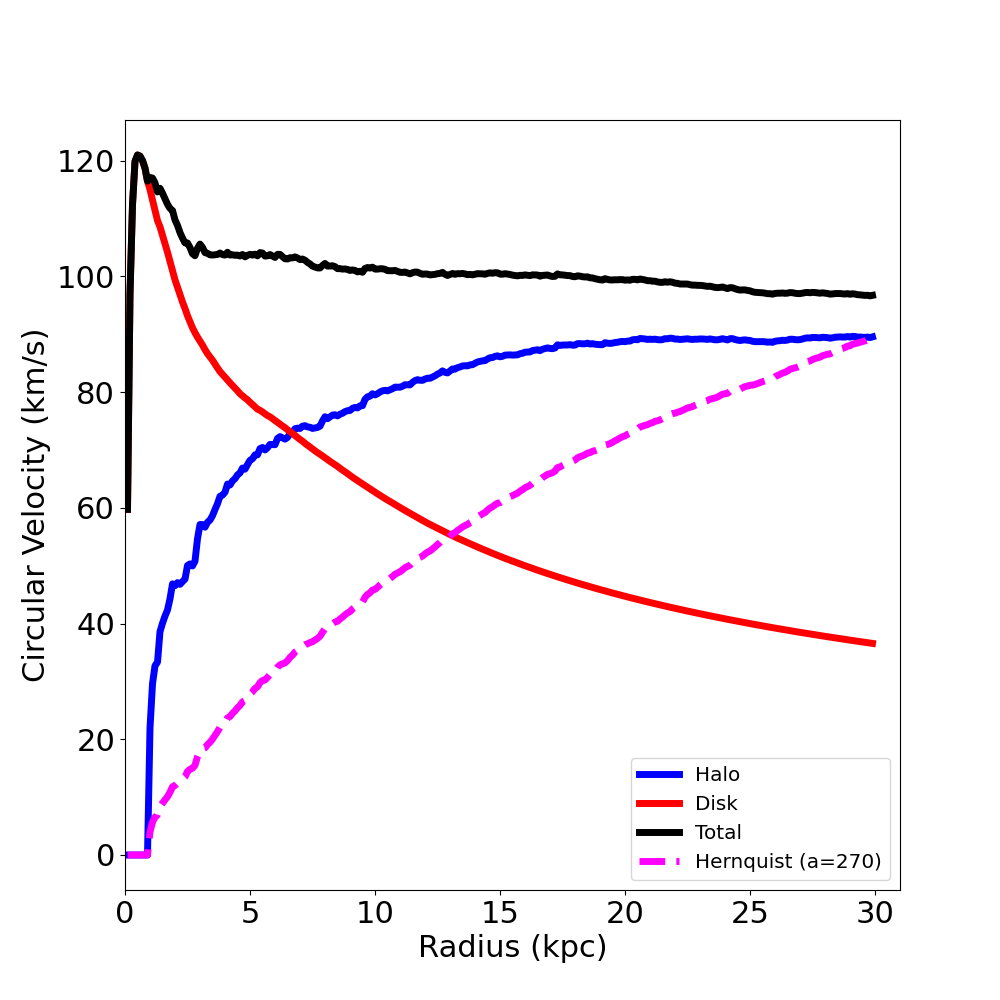 120
100
80
60
40
20
0
Circular Velocity (km/s)
0 5 10 15 20 25 30
Radius (kpc)
Halo
Disk
Total
Hernquist (a=270)